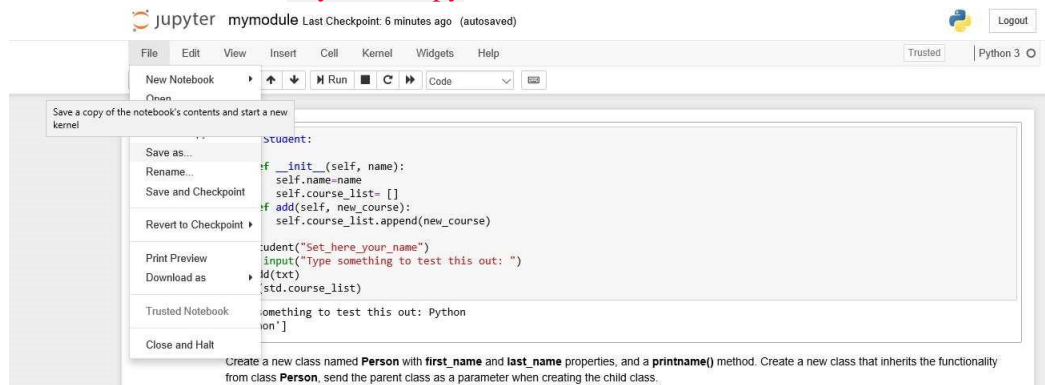 jupyter mymodule Last Checkpoint: 6 minutes ago (autosaved)
Logout
File Edit View Insert Cell Kernel Widgets Help
Trusted Python 3
New Notebook
Run Code
Open
Save a copy of the notebook's contents and start a new
kernel
Student:
Save as...
__init__(self, name):
Rename...
self.name=name
Save and Checkpoint
self.course_list= []
add(self, new_course):
Revert to Checkpoint
self.course_list.append(new_course)
tudent("Set_here_your_name")
Print Preview
input("Type something to test this out: ")
Download as
dd(txt)
(std.course_list)
Trusted Notebook
omething to test this out: Python
on']
Close and Halt
Create a new class named Person with first_name and last_name properties, and a printname() method. Create a new class that inherits the functionality
from class Person, send the parent class as a parameter when creating the child class.